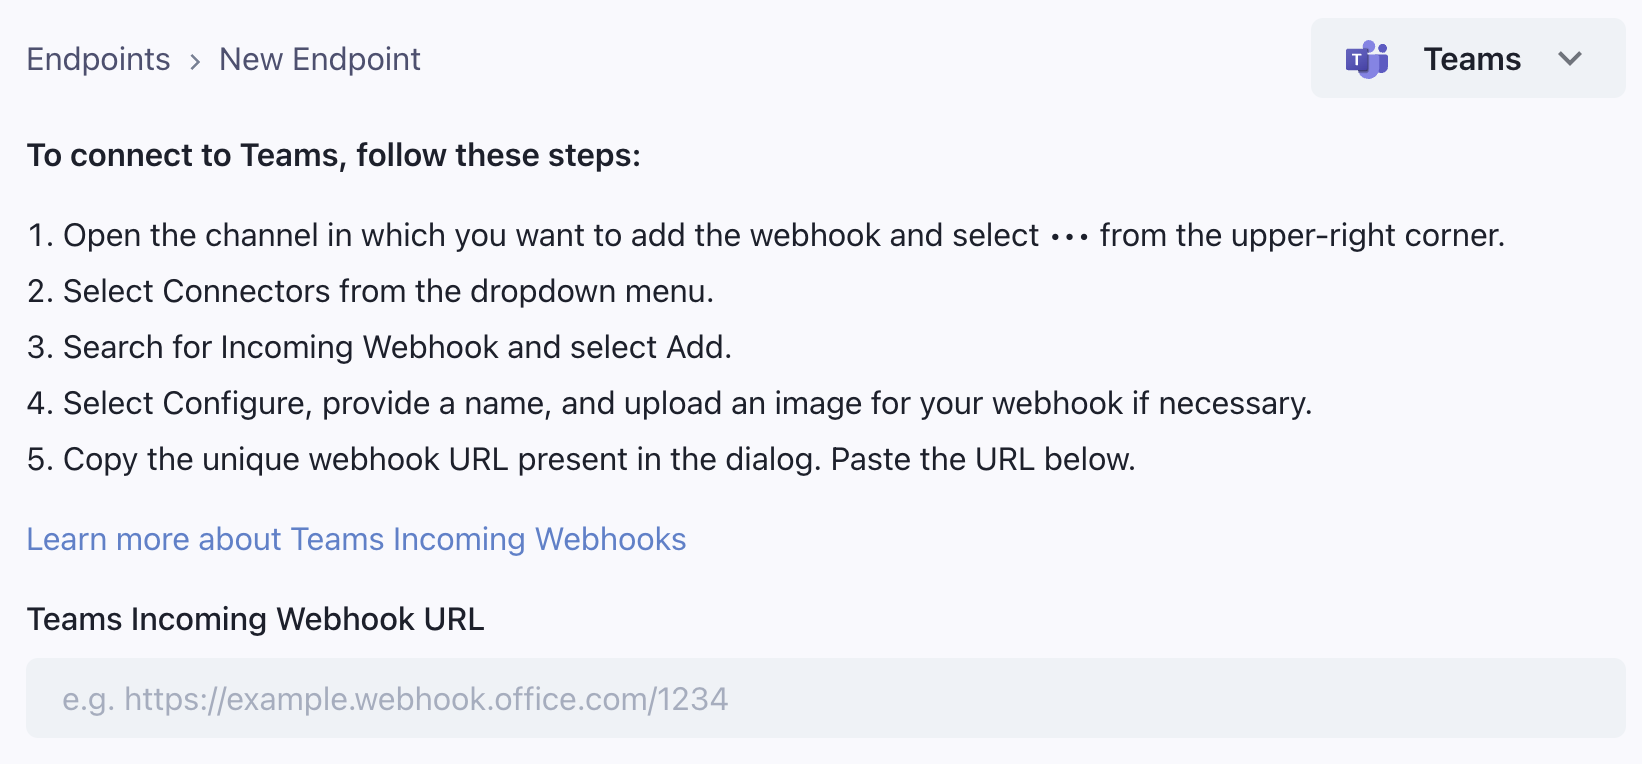 Endpoints › New Endpoint
T Teams
To connect to Teams, follow these steps:
1. Open the channel in which you want to add the webhook and select ••• from the upper-right corner.
2. Select Connectors from the dropdown menu.
3. Search for Incoming Webhook and select Add.
4. Select Configure, provide a name, and upload an image for your webhook if necessary.
5. Copy the unique webhook URL present in the dialog. Paste the URL below.
Learn more about Teams Incoming Webhooks
Teams Incoming Webhook URL
e.g. https://example.webhook.office.com/1234